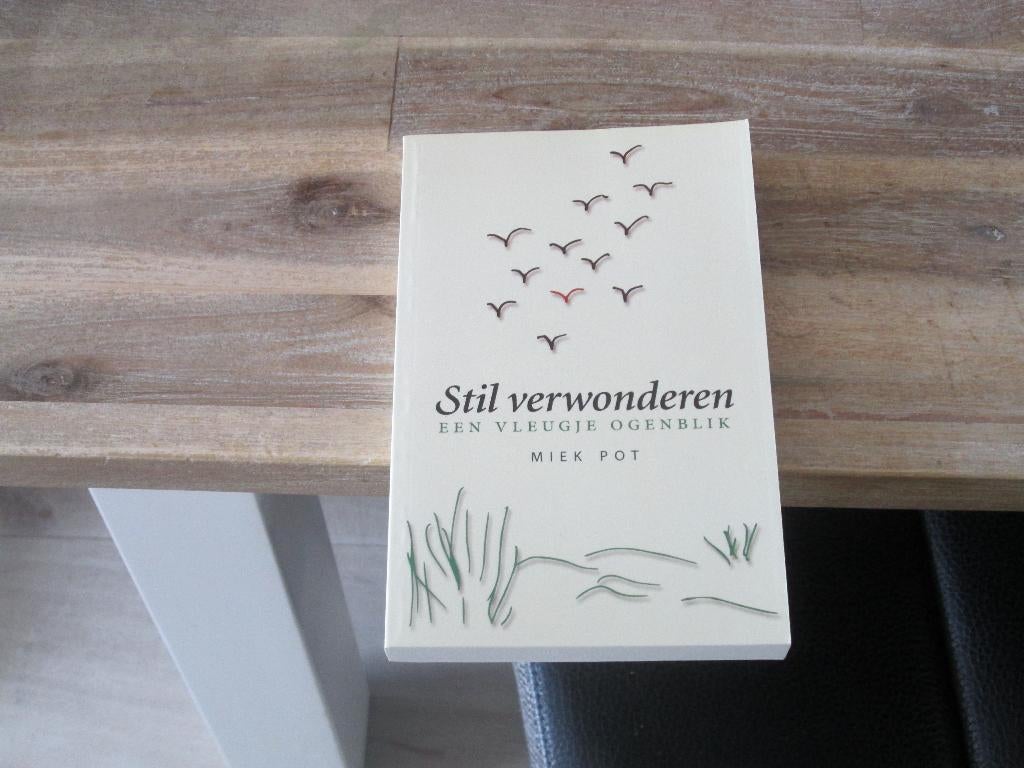 Stil verwonderen
EEN VLEUGJE OGENBLIK
MIEK POT